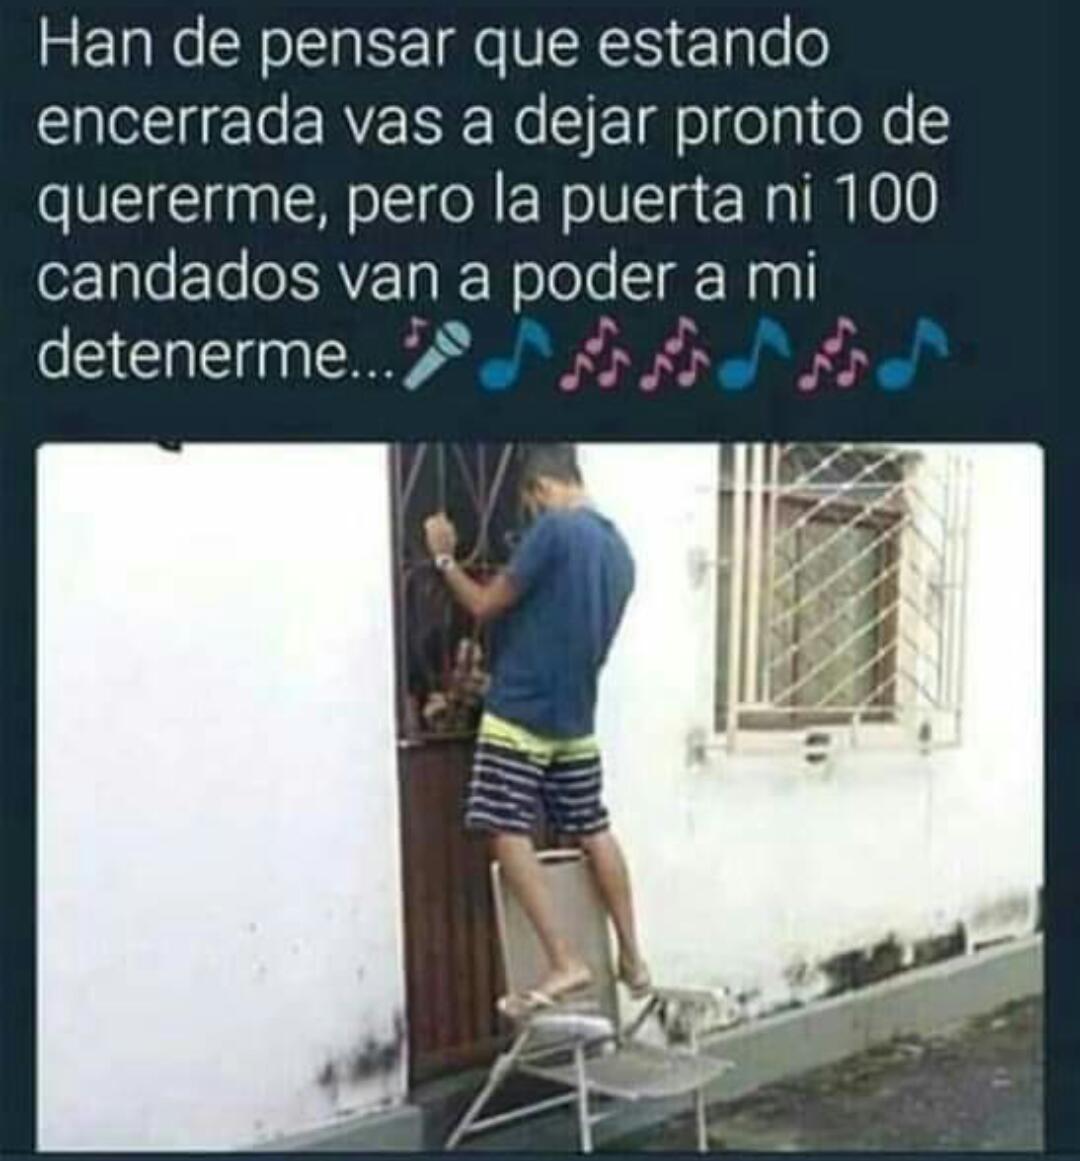 Han de pensar que estando
encerrada vas a dejar pronto de
quererme, pero la puerta ni 100
candados van a poder a mi
detenerme...🎤🎵🎶🎶🎵🎶🎵